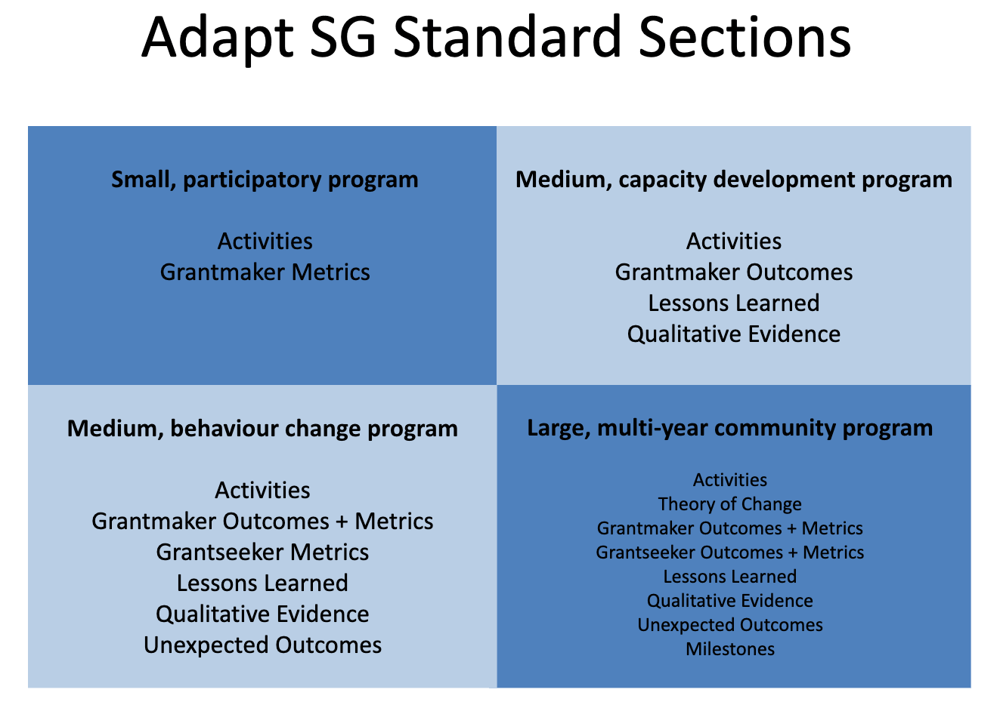 Adapt SG Standard Sections
Small, participatory program
Activities
Grantmaker Metrics
Medium, capacity development program
Activities
Grantmaker Outcomes
Lessons Learned
Qualitative Evidence
Medium, behaviour change program
Activities
Grantmaker Outcomes + Metrics
Grantseeker Metrics
Lessons Learned
Qualitative Evidence
Unexpected Outcomes
Large, multi-year community program
Activities
Theory of Change
Grantmaker Outcomes + Metrics
Grantseeker Outcomes + Metrics
Lessons Learned
Qualitative Evidence
Unexpected Outcomes
Milestones